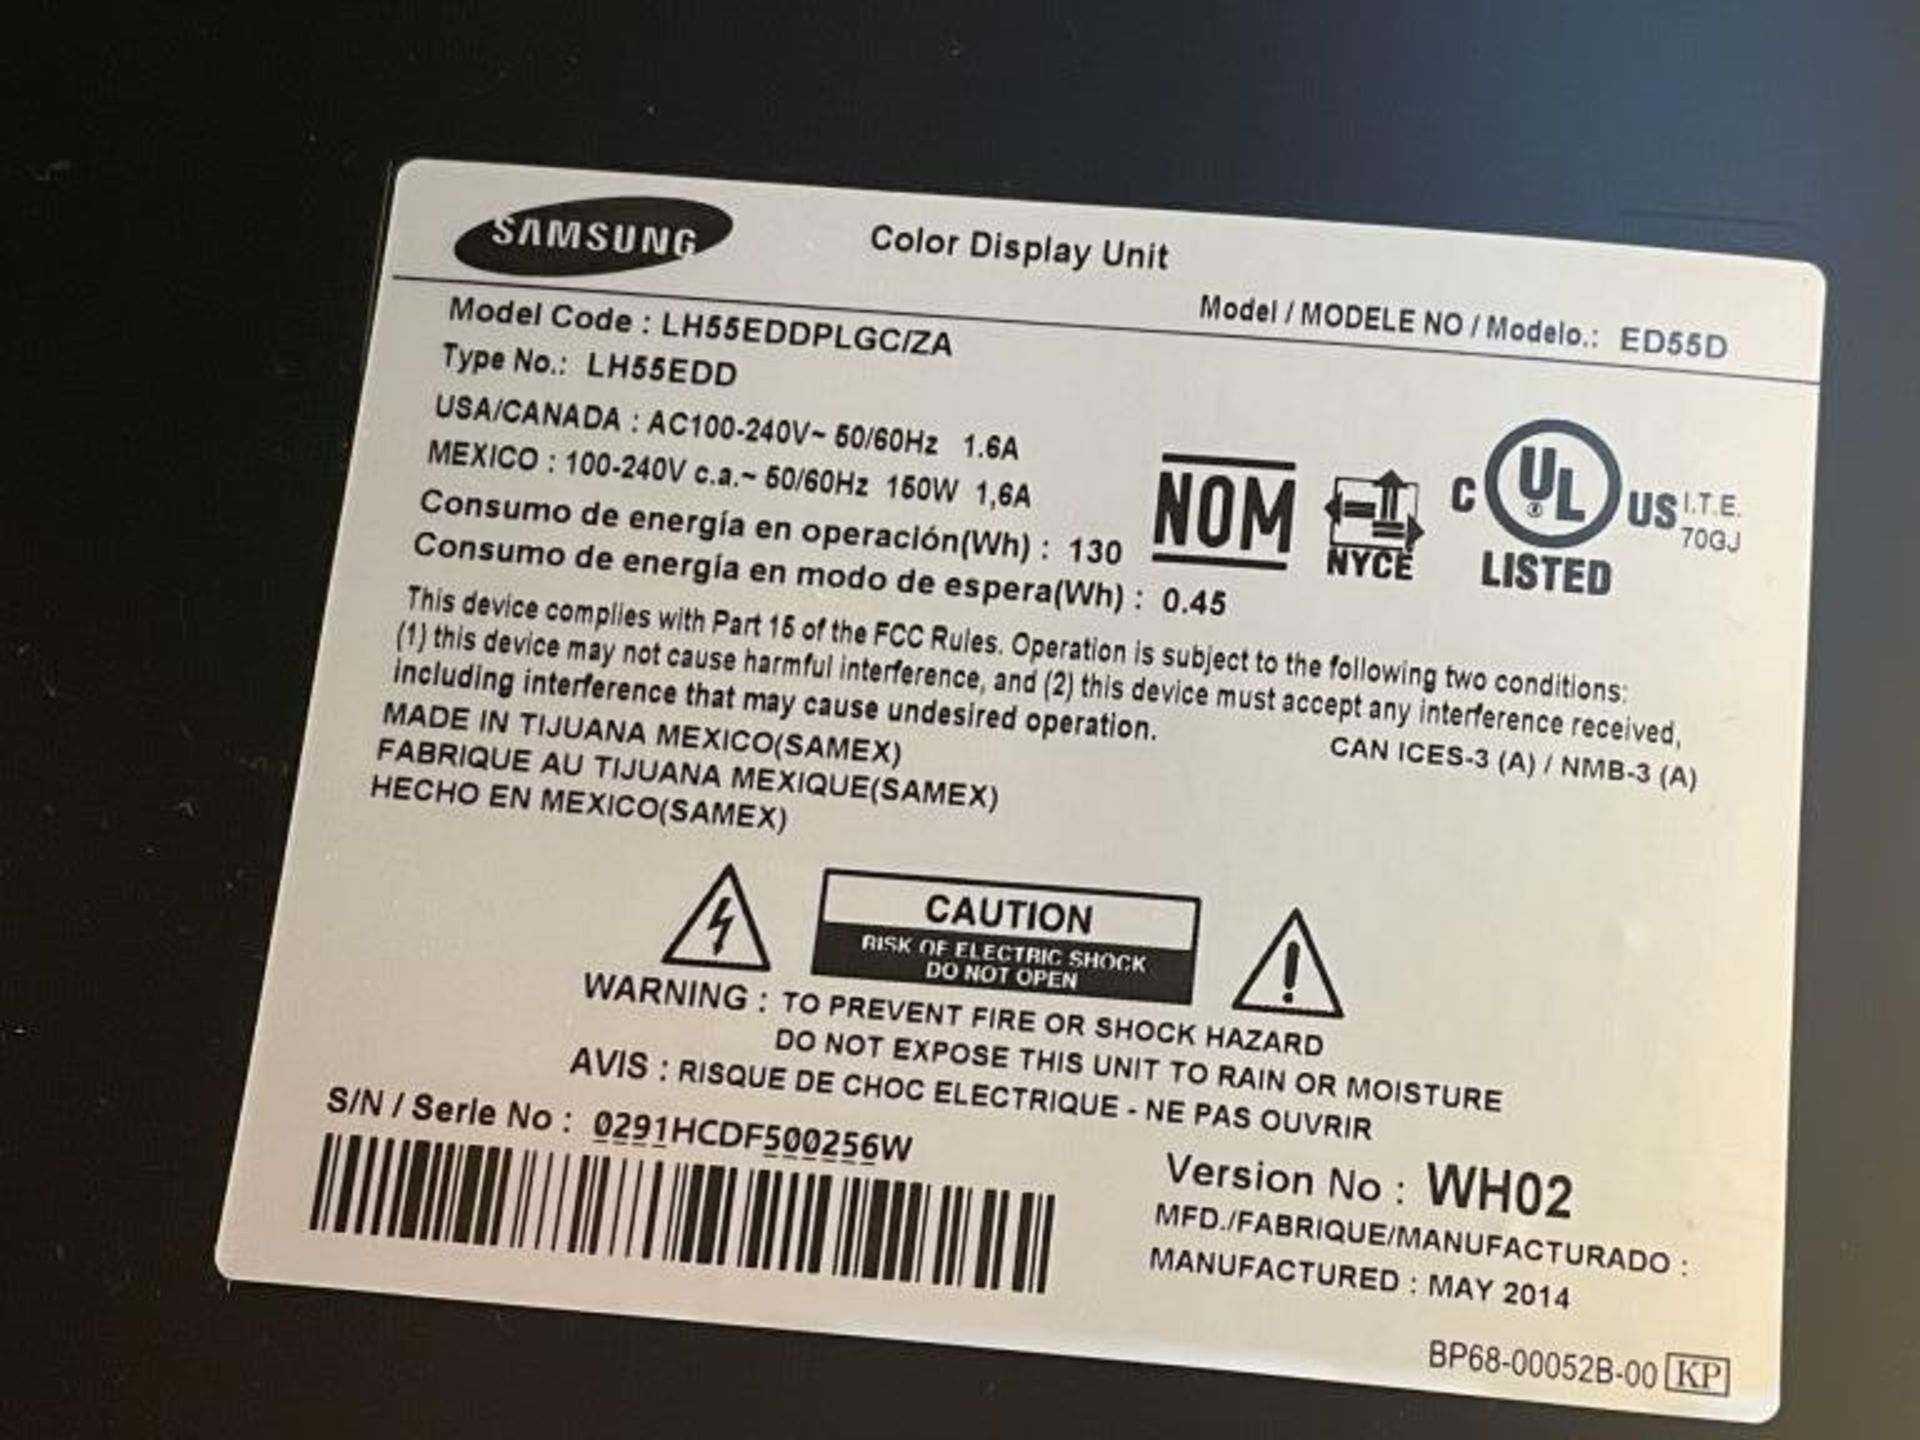 SAMSUNG Color Display Unit
Model / MODELE NO / Modelo.: ED55D
Model Code : LH55EDDPLGC/ZA
Type No.: LH55EDD
USA/CANADA : AC100-240V~ 50/60Hz 1.6A
MEXICO : 100-240V c.a.~ 50/60Hz 150W 1,6A
Consumo de energía en operación(Wh) : 130
Consumo de energía en modo de espera(Wh) : 0.45
NOM
NYCE
C UL US
LISTED
I.T.E.
70GJ
This device complies with Part 15 of the FCC Rules. Operation is subject to the following two conditions:
(1) this device may not cause harmful interference, and (2) this device must accept any interference received,
including interference that may cause undesired operation.
CAN ICES-3 (A) / NMB-3 (A)
MADE IN TIJUANA MEXICO(SAMEX)
FABRIQUE AU TIJUANA MEXIQUE(SAMEX)
HECHO EN MEXICO(SAMEX)
CAUTION
RISK OF ELECTRIC SHOCK
DO NOT OPEN
WARNING : TO PREVENT FIRE OR SHOCK HAZARD
DO NOT EXPOSE THIS UNIT TO RAIN OR MOISTURE
AVIS : RISQUE DE CHOC ELECTRIQUE - NE PAS OUVRIR
S/N / Serie No : 0291HCDF500256W
Version No : WH02
MFD./FABRIQUE/MANUFACTURADO :
MANUFACTURED : MAY 2014
BP68-00052B-00 KP